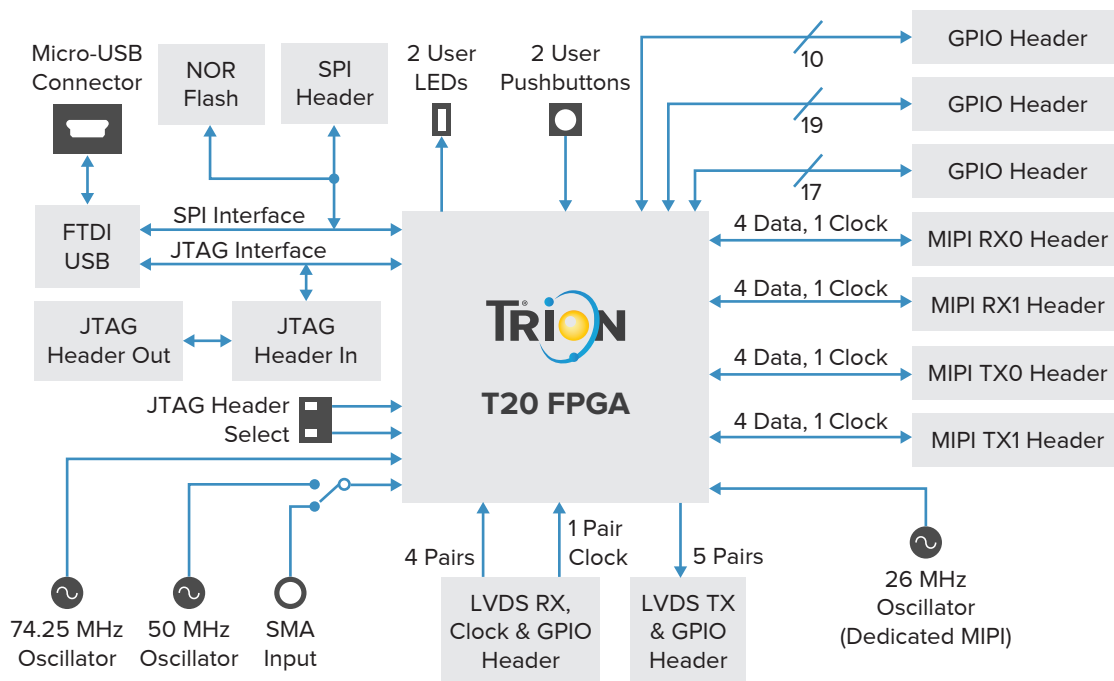 Micro-USB
Connector
NOR
Flash
SPI
Header
2 User
LEDs
2 User
Pushbuttons
10
GPIO Header
19
GPIO Header
17
GPIO Header
FTDI
USB
SPI Interface
JTAG Interface
JTAG
Header Out
JTAG
Header In
JTAG Header
Select
TRION®
T20 FPGA
4 Data, 1 Clock
MIPI RX0 Header
4 Data, 1 Clock
MIPI RX1 Header
4 Data, 1 Clock
MIPI TX0 Header
4 Data, 1 Clock
MIPI TX1 Header
74.25 MHz
Oscillator
50 MHz
Oscillator
SMA
Input
4 Pairs
1 Pair
Clock
LVDS RX,
Clock & GPIO
Header
5 Pairs
LVDS TX
& GPIO
Header
26 MHz
Oscillator
(Dedicated MIPI)